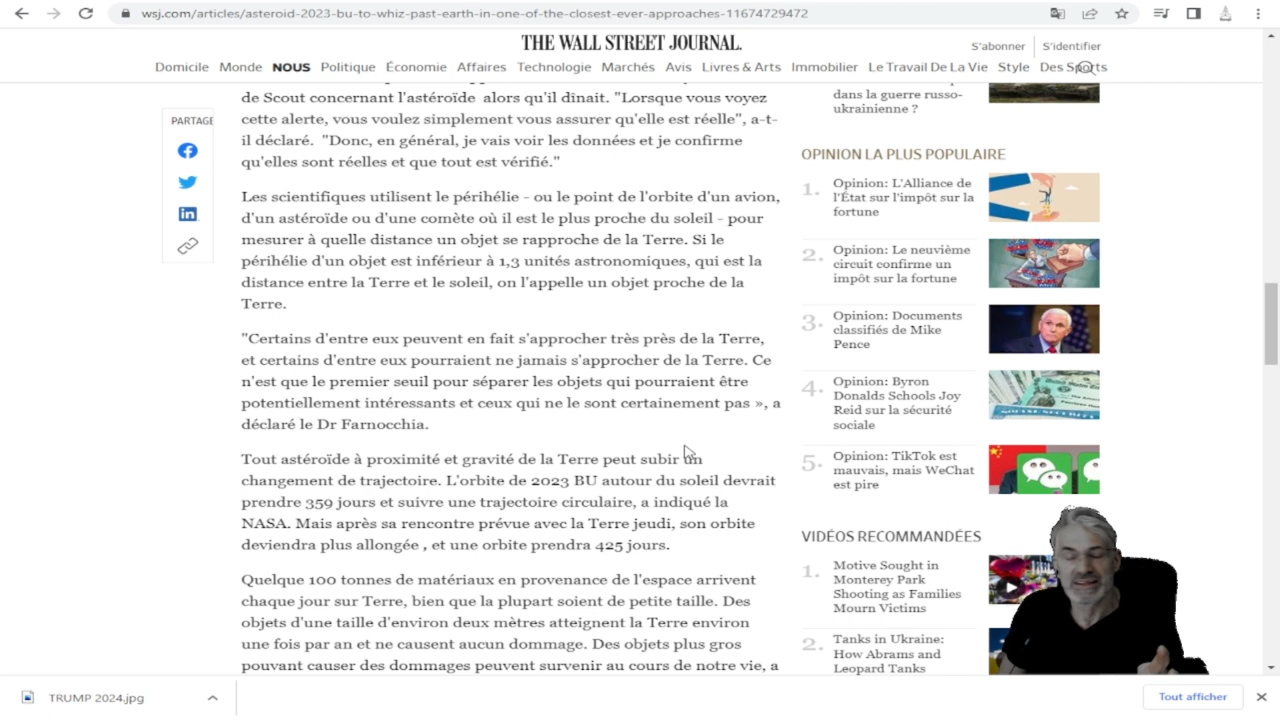 wsj.com/articles/asteroid-2023-bu-to-whiz-past-earth-in-one-of-the-closest-ever-approaches-11674729472
THE WALL STREET JOURNAL.
S'abonner
S'identifier
Domicile Monde NOUS Politique Économie Affaires Technologie Marchés Avis Livres & Arts Immobilier Le Travail De La Vie Style Des Sports
PARTAGE
de Scout concernant l'astéroïde alors qu'il dînait. "Lorsque vous voyez
cette alerte, vous voulez simplement vous assurer qu'elle est réelle", a-t-
il déclaré. "Donc, en général, je vais voir les données et je confirme
qu'elles sont réelles et que tout est vérifié."
Les scientifiques utilisent le périhélie - ou le point de l'orbite d'un avion,
d'un astéroïde ou d'une comète où il est le plus proche du soleil - pour
mesurer à quelle distance un objet se rapproche de la Terre. Si le
périhélie d'un objet est inférieur à 1,3 unités astronomiques, qui est la
distance entre la Terre et le soleil, on l'appelle un objet proche de la
Terre.
"Certains d'entre eux peuvent en fait s'approcher très près de la Terre,
et certains d'entre eux pourraient ne jamais s'approcher de la Terre. Ce
n'est que le premier seuil pour séparer les objets qui pourraient être
potentiellement intéressants et ceux qui ne le sont certainement pas », a
déclaré le Dr Farnocchia.
Tout astéroïde à proximité et gravité de la Terre peut subir un
changement de trajectoire. L'orbite de 2023 BU autour du soleil devrait
prendre 359 jours et suivre une trajectoire circulaire, a indiqué la
NASA. Mais après sa rencontre prévue avec la Terre jeudi, son orbite
deviendra plus allongée , et une orbite prendra 425 jours.
Quelque 100 tonnes de matériaux en provenance de l'espace arrivent
chaque jour sur Terre, bien que la plupart soient de petite taille. Des
objets d'une taille d'environ deux mètres atteignent la Terre environ
une fois par an et ne causent aucun dommage. Des objets plus gros
pouvant causer des dommages peuvent survenir au cours de notre vie, a
dans la guerre russo-
ukrainienne ?
OPINION LA PLUS POPULAIRE
1. Opinion: L'Alliance de
l'État sur l'impôt sur la
fortune
2. Opinion: Le neuvième
circuit confirme un
impôt sur la fortune
3. Opinion: Documents
classifiés de Mike
Pence
4. Opinion: Byron
Donalds Schools Joy
Reid sur la sécurité
sociale
5. Opinion: TikTok est
mauvais, mais WeChat
est pire
VIDÉOS RECOMMANDÉES
1. Motive Sought in
Monterey Park
Shooting as Families
Mourn Victims
2. Tanks in Ukraine:
How Abrams and
Leopard Tanks
TRUMP 2024.jpg
Tout afficher